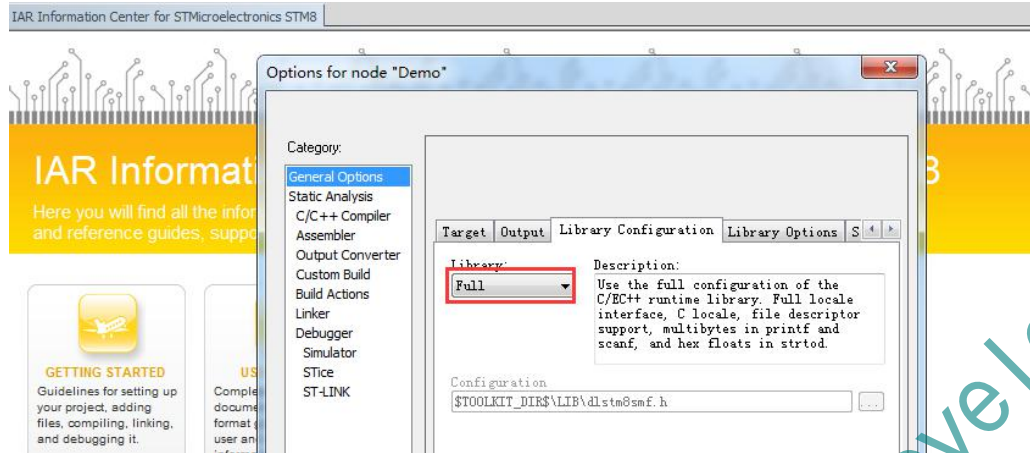 IAR Information Center for STMicroelectronics STM8
Options for node "Demo"
IAR Informati
8
Here you will find all the infor
and reference guides, suppo
Category:
General Options
Static Analysis
C/C++ Compiler
Assembler
Output Converter
Custom Build
Build Actions
Linker
Debugger
Simulator
STice
ST-LINK
Target Output Library Configuration Library Options S
Library:
Full
Description:
Use the full configuration of the
C/EC++ runtime library. Full locale
interface, C locale, file descriptor
support, multibytes in printf and
scanf, and hex floats in strtod.
Configuration
$TOOLKIT_DIR$\LIB\dlstm8smf.h
...
GETTING STARTED
Guidelines for setting up
your project, adding
files, compiling, linking,
and debugging it.
US
Comple
docume
format
user an